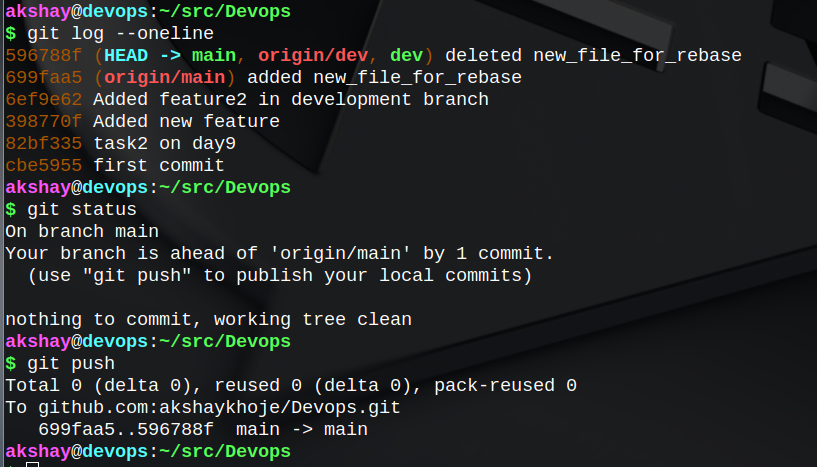 akshay@devops:~/src/Devops
$ git log --oneline
596788f (HEAD -> main, origin/dev, dev) deleted new_file_for_rebase
699faa5 (origin/main) added new_file_for_rebase
6ef9e62 Added feature2 in development branch
398770f Added new feature
82bf335 task2 on day9
cbe5955 first commit
akshay@devops:~/src/Devops
$ git status
On branch main
Your branch is ahead of 'origin/main' by 1 commit.
  (use "git push" to publish your local commits)

nothing to commit, working tree clean
akshay@devops:~/src/Devops
$ git push
Total 0 (delta 0), reused 0 (delta 0), pack-reused 0
To github.com:akshaykhoje/Devops.git
   699faa5..596788f  main -> main
akshay@devops:~/src/Devops
$